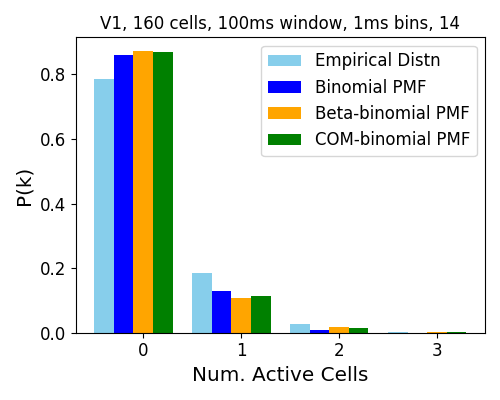 V1, 160 cells, 100ms window, 1ms bins, 14
Empirical Distn
Binomial PMF
Beta-binomial PMF
COM-binomial PMF
P(k)
0.8
0.6
0.4
0.2
0.0
0 1 2 3
Num. Active Cells